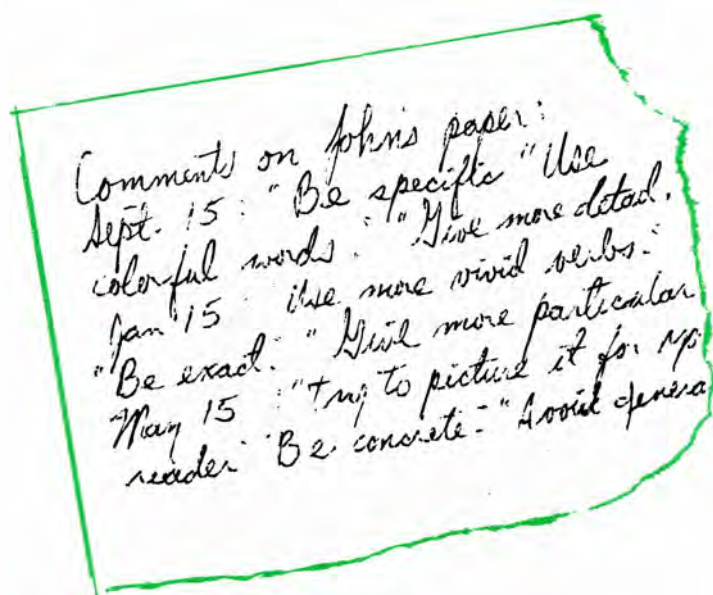 Comments on John's paper:
Sept. 15: "Be specific" "Use
colorful words." "Give more detail.
Jan 15 Use more vivid verbs."
"Be exact." "Give more particular
May 15 "Try to picture it for
reader" Be concrete." "Avoid genera